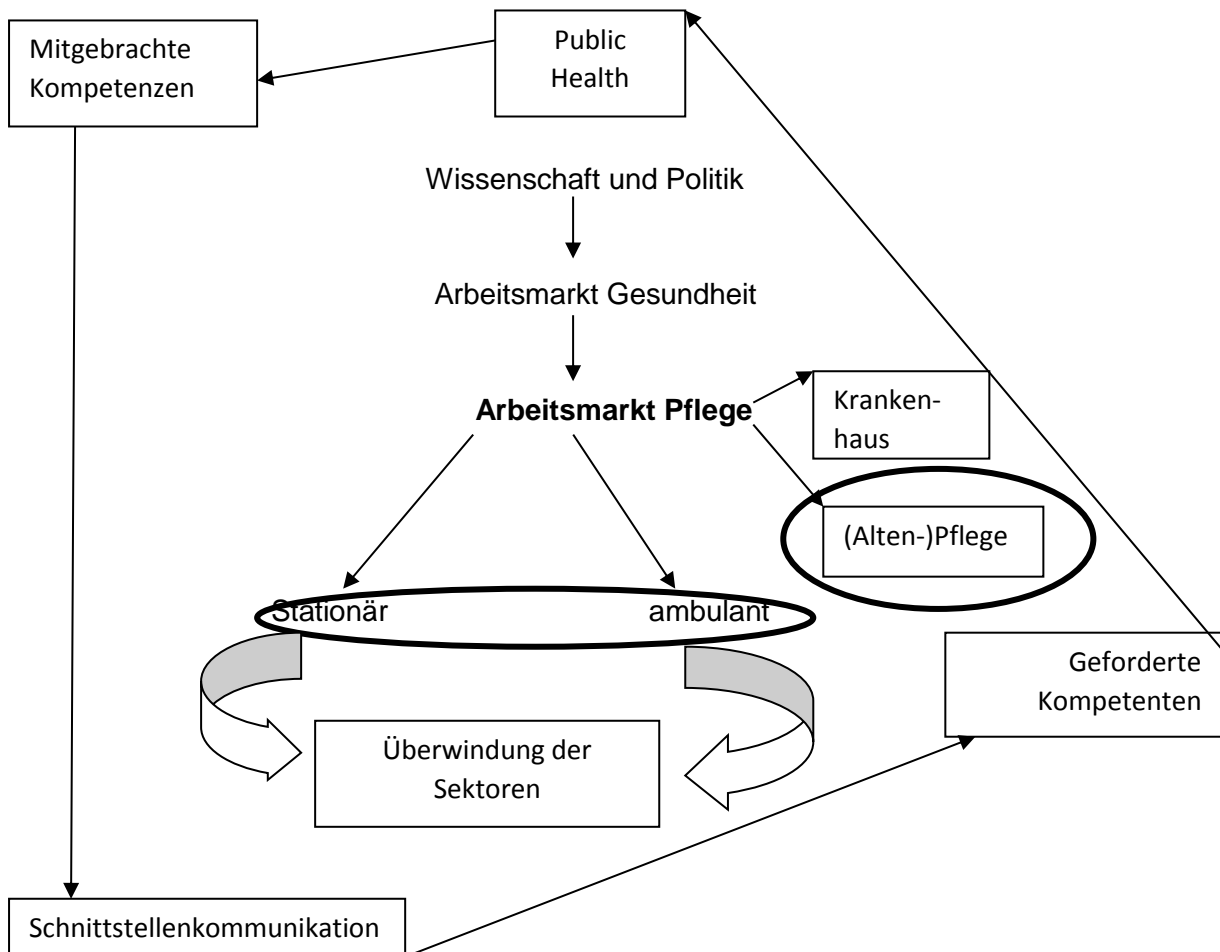 Mitgebrachte
Kompetenzen
Public
Health
Wissenschaft und Politik
Arbeitsmarkt Gesundheit
Arbeitsmarkt Pflege
Kranken-
haus
(Alten-)Pflege
Stationär
ambulant
Geforderte
Kompetenten
Überwindung der
Sektoren
Schnittstellenkommunikation